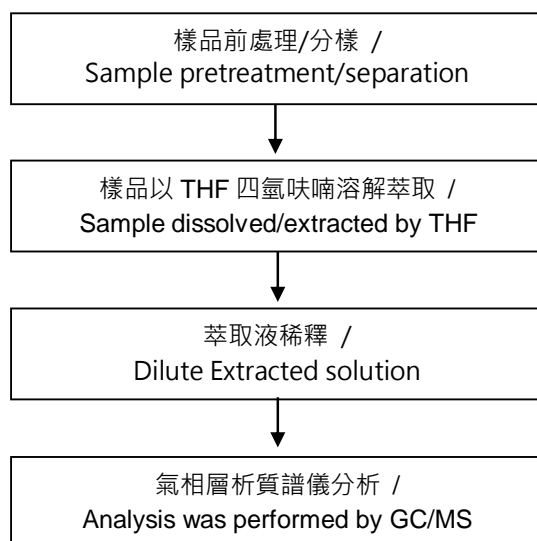 樣品前處理/分樣 /
Sample pretreatment/separation
樣品以 THF 四氫呋喃溶解萃取 /
Sample dissolved/extracted by THF
萃取液稀釋 /
Dilute Extracted solution
氣相層析質譜儀分析 /
Analysis was performed by GC/MS